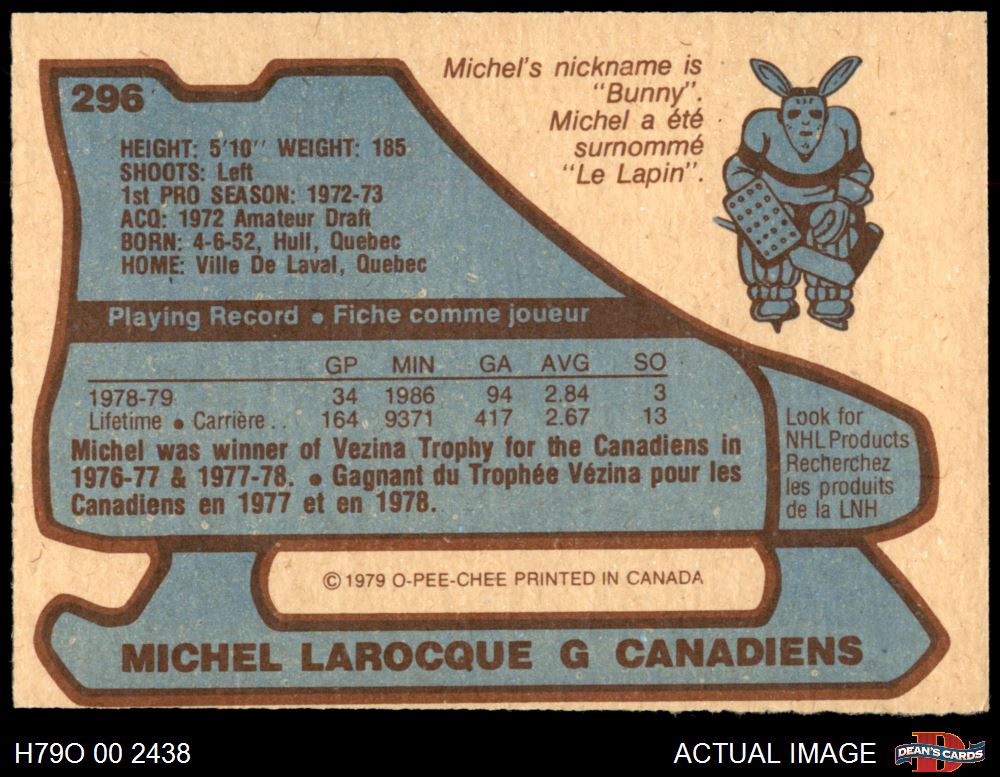 296
Michel's nickname is
"Bunny".
Michel a été
surnommé
"Le Lapin".
HEIGHT: 5'10" WEIGHT: 185
SHOOTS: Left
1st PRO SEASON: 1972-73
ACQ: 1972 Amateur Draft
BORN: 4-6-52, Hull, Quebec
HOME: Ville De Laval, Quebec
Playing Record • Fiche comme joueur
GP MIN GA AVG SO
1978-79 34 1986 94 2.84 3
Lifetime • Carrière . . 164 9371 417 2.67 13
Michel was winner of Vezina Trophy for the Canadiens in
1976-77 & 1977-78. • Gagnant du Trophée Vézina pour les
Canadiens en 1977 et en 1978.
Look for
NHL Products
Recherchez
les produits
de la LNH
© 1979 O-PEE-CHEE PRINTED IN CANADA
MICHEL LAROCQUE G CANADIENS
H79O 00 2438
ACTUAL IMAGE
D
DEAN'S CARDS